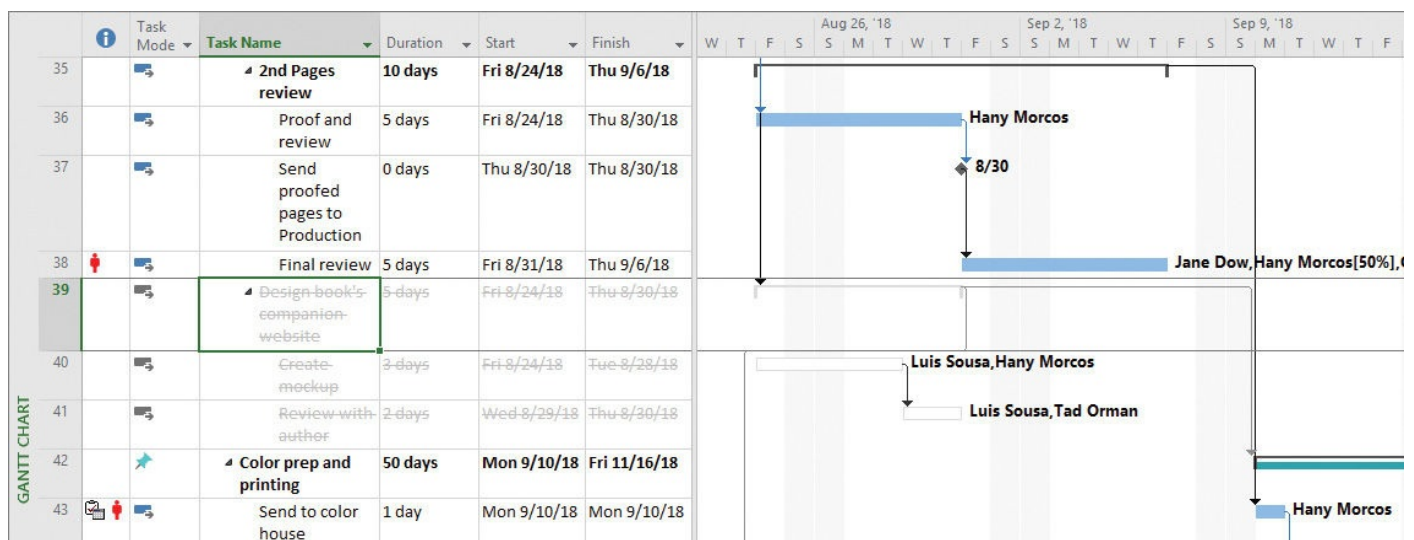 Task
Mode
Task Name
Duration
Start
Finish
Aug 26, '18
Sep 2, '18
Sep 9, '18
W T F S S M T W T F S S M T W T F S S M T W T F
35 2nd Pages 10 days Fri 8/24/18 Thu 9/6/18
review
36 Proof and 5 days Fri 8/24/18 Thu 8/30/18 Hany Morcos
review
37 Send 0 days Thu 8/30/18 Thu 8/30/18 8/30
proofed
pages to
Production
38 Final review 5 days Fri 8/31/18 Thu 9/6/18 Jane Dow,Hany Morcos[50%],
39 Design book's 5 days Fri 8/24/18 Thu 8/30/18
companion
website
40 Create 3 days Fri 8/24/18 Tue 8/28/18 Luis Sousa,Hany Morcos
mockup
41 Review with 2 days Wed 8/29/18 Thu 8/30/18 Luis Sousa,Tad Orman
author
42 Color prep and 50 days Mon 9/10/18 Fri 11/16/18
printing
43 Send to color 1 day Mon 9/10/18 Mon 9/10/18 Hany Morcos
house
GANTT CHART